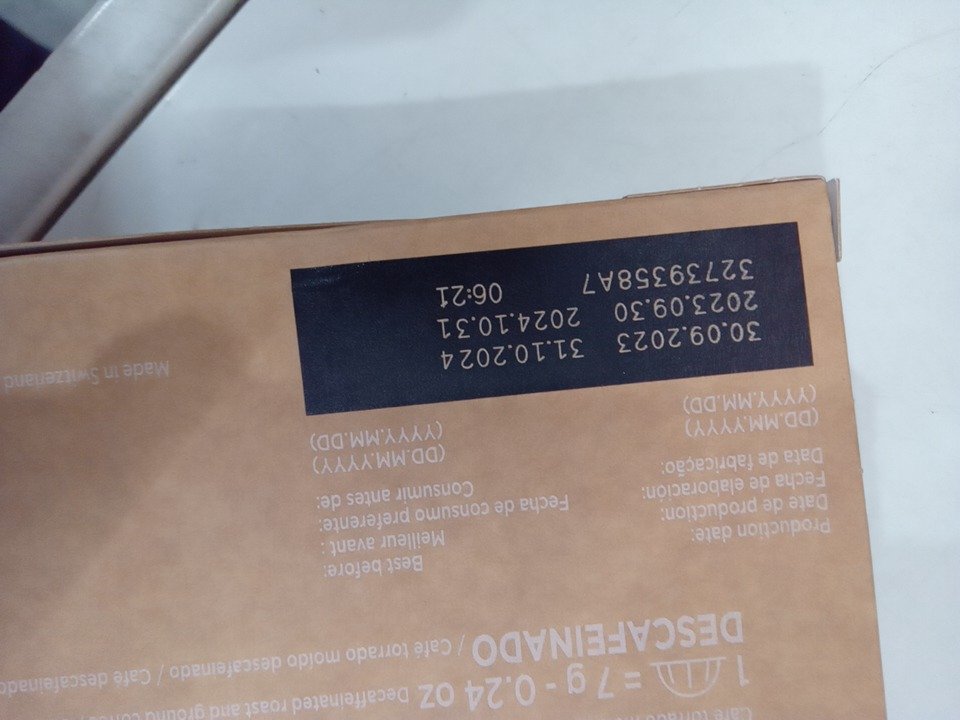 Café torrado
1 = 7 g - 0.24 OZ Decaffeinated roast and ground
DESCAFEINADO / Café torrado moído descafeinado / Café descafeinado
Production date:
Date de production:
Fecha de elaboración:
Data de fabricação:
(DD.MM.YYYY)
(YYYY.MM.DD)
Best before:
Meilleur avant :
Fecha de consumo preferente:
Consumir antes de:
(DD.MM.YYYY)
(YYYY.MM.DD)
30.09.2023 31.10.2024
2023.09.30 2024.10.31
32739358A7 06:21
Made in Switzerland